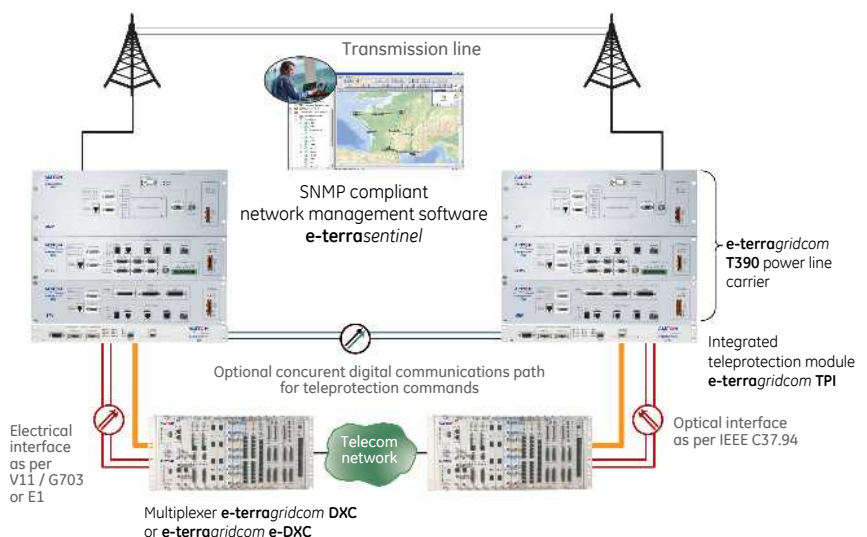 Transmission line
SNMP compliant
network management software
e-terrasentinel
e-terragridcom
T390 power line
carrier
Integrated
teleprotection module
e-terragridcom TPI
Optional concurent digital communications path
for teleprotection commands
Electrical
interface
as per
V11 / G703
or E1
Telecom
network
Optical interface
as per IEEE C37.94
Multiplexer e-terragridcom DXC
or e-terragridcom e-DXC